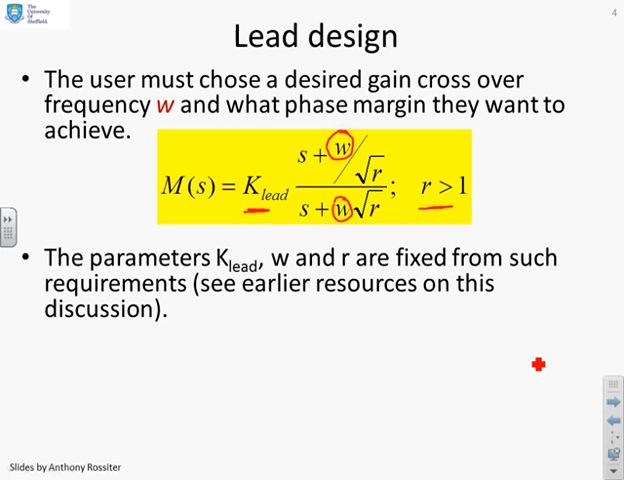 The
University
Of
Sheffield.
4
Lead design
• The user must chose a desired gain cross over
frequency w and what phase margin they want to
achieve.
M(s) = K_lead (s + w/√r)/(s + w√r); r > 1
• The parameters K_lead, w and r are fixed from such
requirements (see earlier resources on this
discussion).
Slides by Anthony Rossiter